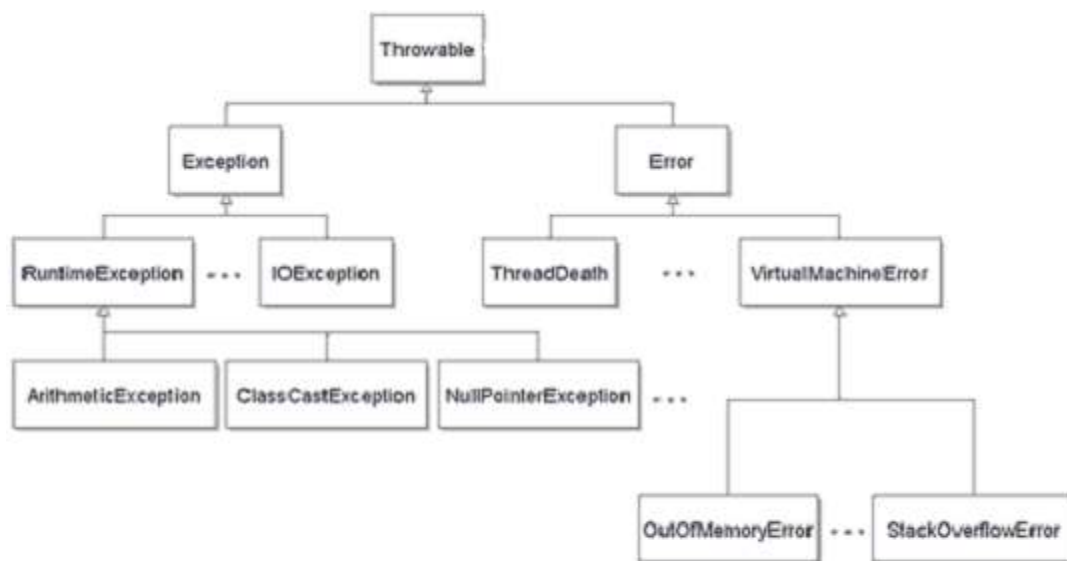 Throwable
Exception
Error
RuntimeException
...
IOException
ThreadDeath
...
VirtualMachineError
ArithmeticException
ClassCastException
NullPointerException
...
OutOfMemoryError
...
StackOverflowError